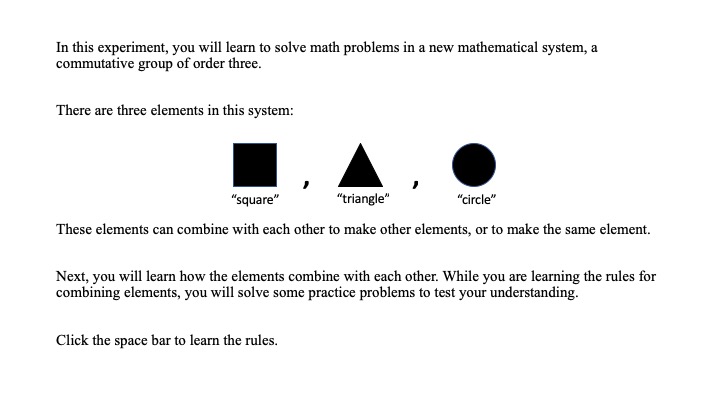 In this experiment, you will learn to solve math problems in a new mathematical system, a
commutative group of order three.
There are three elements in this system:
, ,
“square” “triangle” “circle”
These elements can combine with each other to make other elements, or to make the same element.
Next, you will learn how the elements combine with each other. While you are learning the rules for
combining elements, you will solve some practice problems to test your understanding.
Click the space bar to learn the rules.